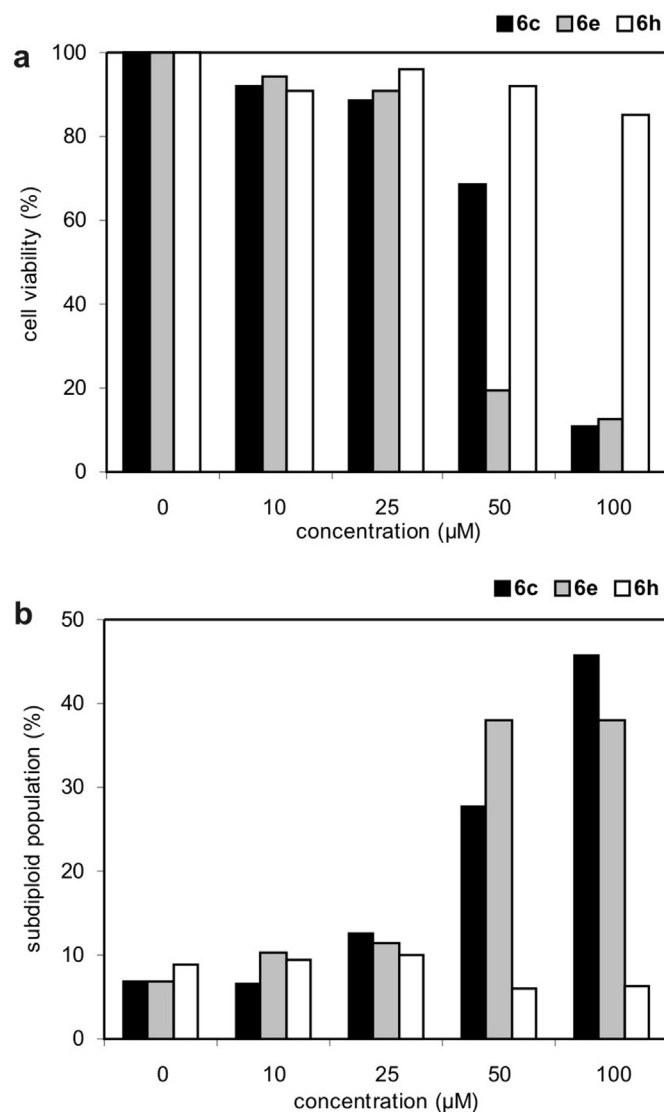 6c 6e 6h
a
100
80
60
40
20
0
cell viability (%)
0 10 25 50 100
concentration (µM)
6c 6e 6h
b
50
40
30
20
10
0
subdiploid population (%)
0 10 25 50 100
concentration (µM)